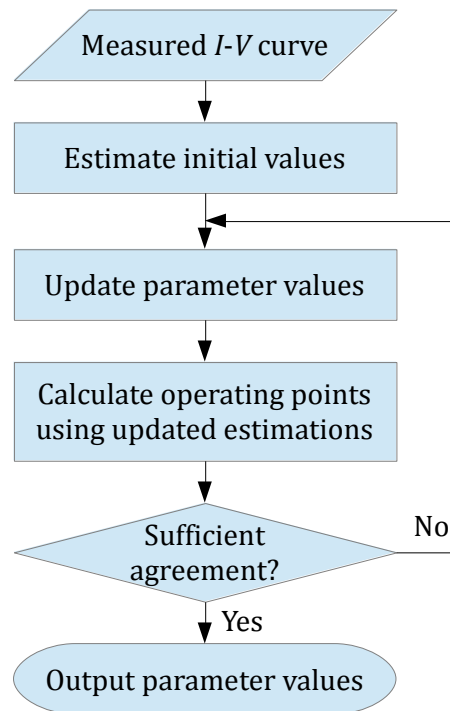 Measured I-V curve
Estimate initial values
Update parameter values
Calculate operating points
using updated estimations
Sufficient
agreement?
No
Yes
Output parameter values